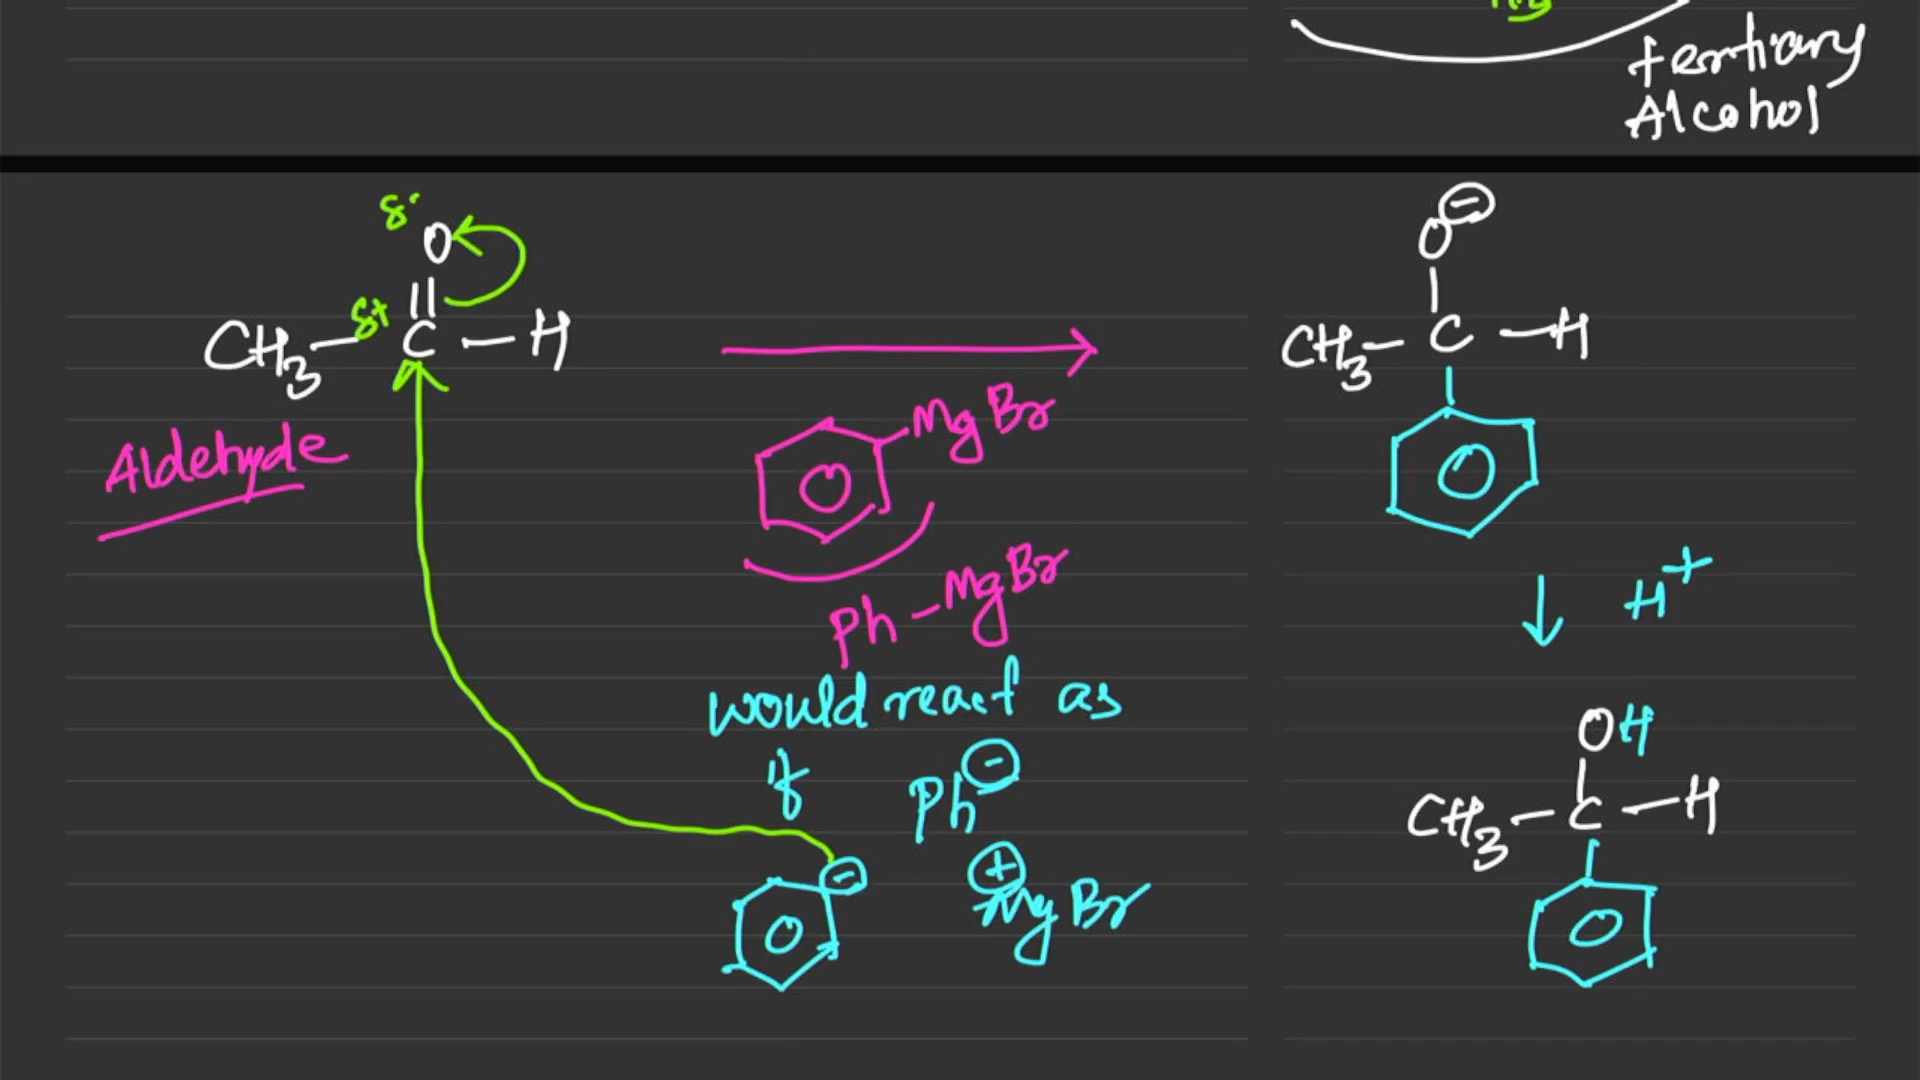 tertiary
Alcohol
δ-
O
δ+
CH3 - C - H
Aldehyde
MgBr
Ph - MgBr
would react as
if Ph⊖
⊕MgBr
⊖
O⊖
CH3 - C - H
↓ H+
OH
CH3 - C - H